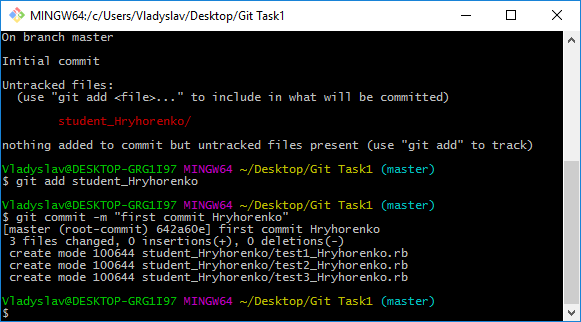 MINGW64:/c/Users/Vladyslav/Desktop/Git Task1
On branch master
Initial commit
Untracked files:
(use "git add <file>..." to include in what will be committed)
student_Hryhorenko/
nothing added to commit but untracked files present (use "git add" to track)
Vladyslav@DESKTOP-GRG1I97 MINGW64 ~/Desktop/Git Task1 (master)
$ git add student_Hryhorenko
Vladyslav@DESKTOP-GRG1I97 MINGW64 ~/Desktop/Git Task1 (master)
$ git commit -m "first commit_Hryhorenko"
[master (root-commit) 642a60e] first commit_Hryhorenko
3 files changed, 0 insertions(+), 0 deletions(-)
create mode 100644 student_Hryhorenko/test1_Hryhorenko.rb
create mode 100644 student_Hryhorenko/test2_Hryhorenko.rb
create mode 100644 student_Hryhorenko/test3_Hryhorenko.rb
Vladyslav@DESKTOP-GRG1I97 MINGW64 ~/Desktop/Git Task1 (master)
$